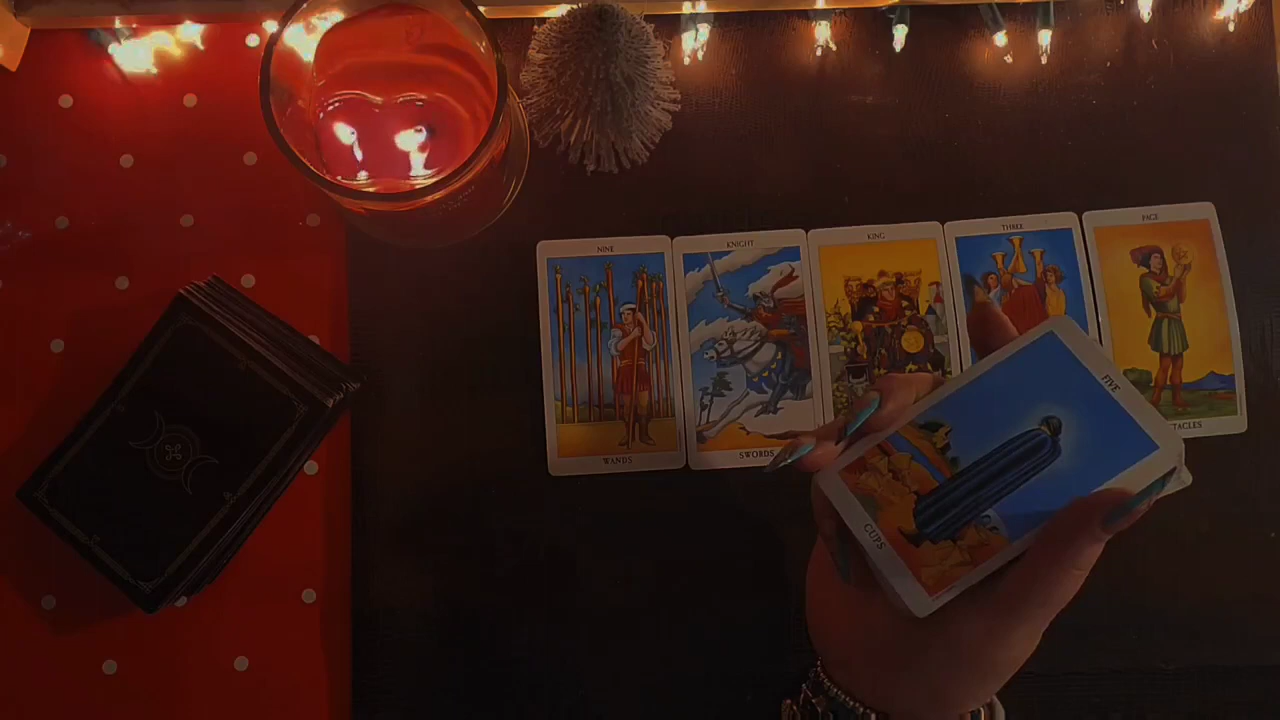 NINE
WANDS
KNIGHT
SWORDS
KING
THREE
PAGE
TACLES
FIVE
CUPS